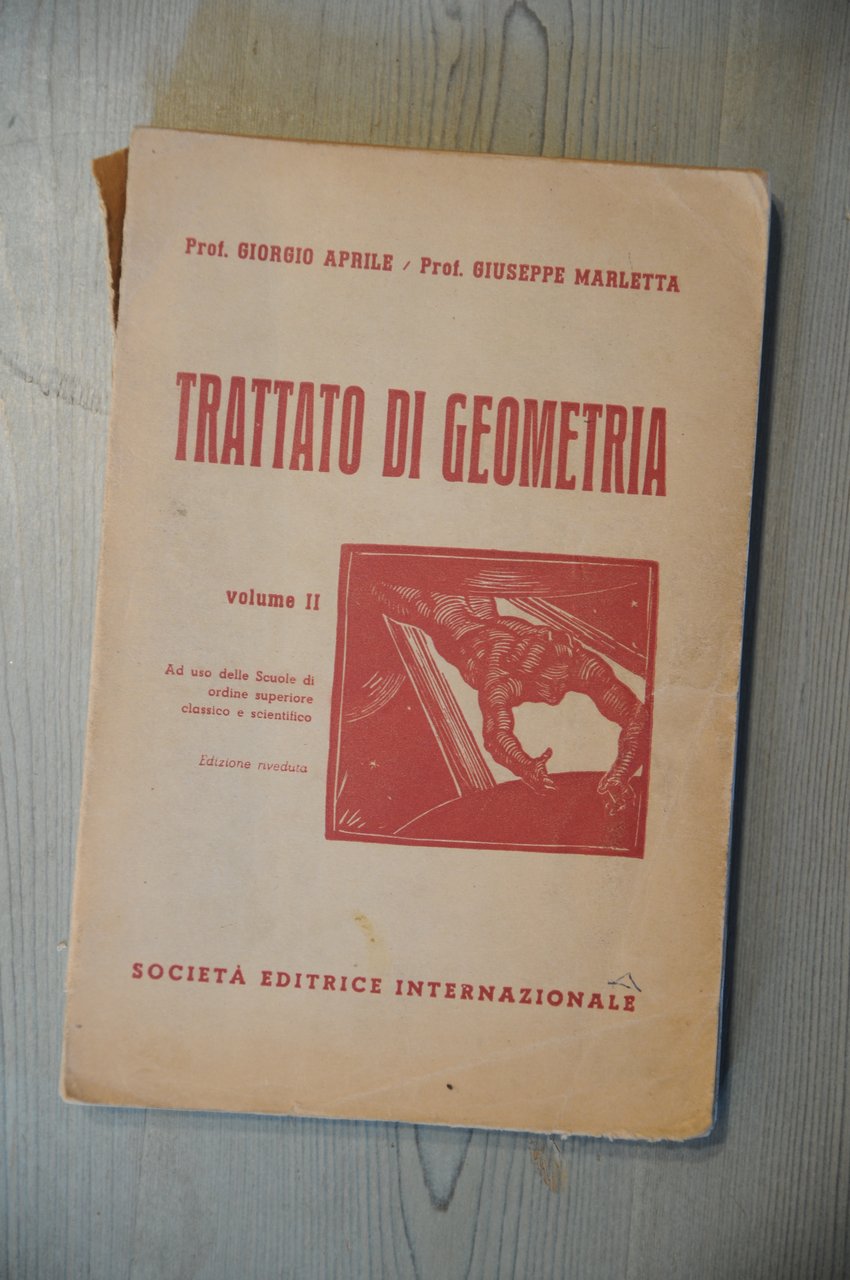 Prof. GIORGIO APRILE / Prof. GIUSEPPE MARLETTA
TRATTATO DI GEOMETRIA
volume II
Ad uso delle Scuole di
ordine superiore
classico e scientifico
Edizione riveduta
SOCIETÀ EDITRICE INTERNAZIONALE